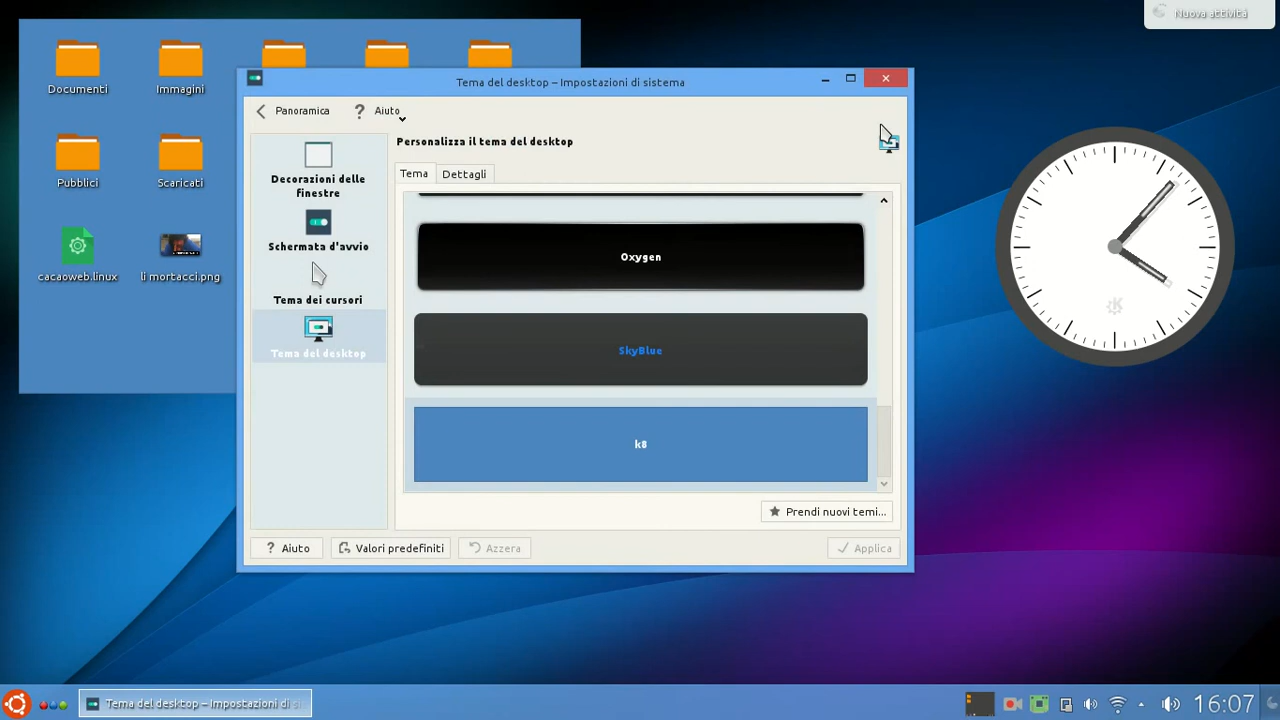 Nuova attività
Documenti
Immagini
Pubblici
Scaricati
cacaoweb.linux
li mortacci.png
Tema del desktop – Impostazioni di sistema
Panoramica
? Aiuto
Personalizza il tema del desktop
Decorazioni delle
finestre
Schermata d'avvio
Tema dei cursori
Tema del desktop
Tema
Dettagli
Oxygen
SkyBlue
k8
Prendi nuovi temi...
? Aiuto
Valori predefiniti
Azzera
Applica
Tema del desktop – Impostazioni di si
16:07